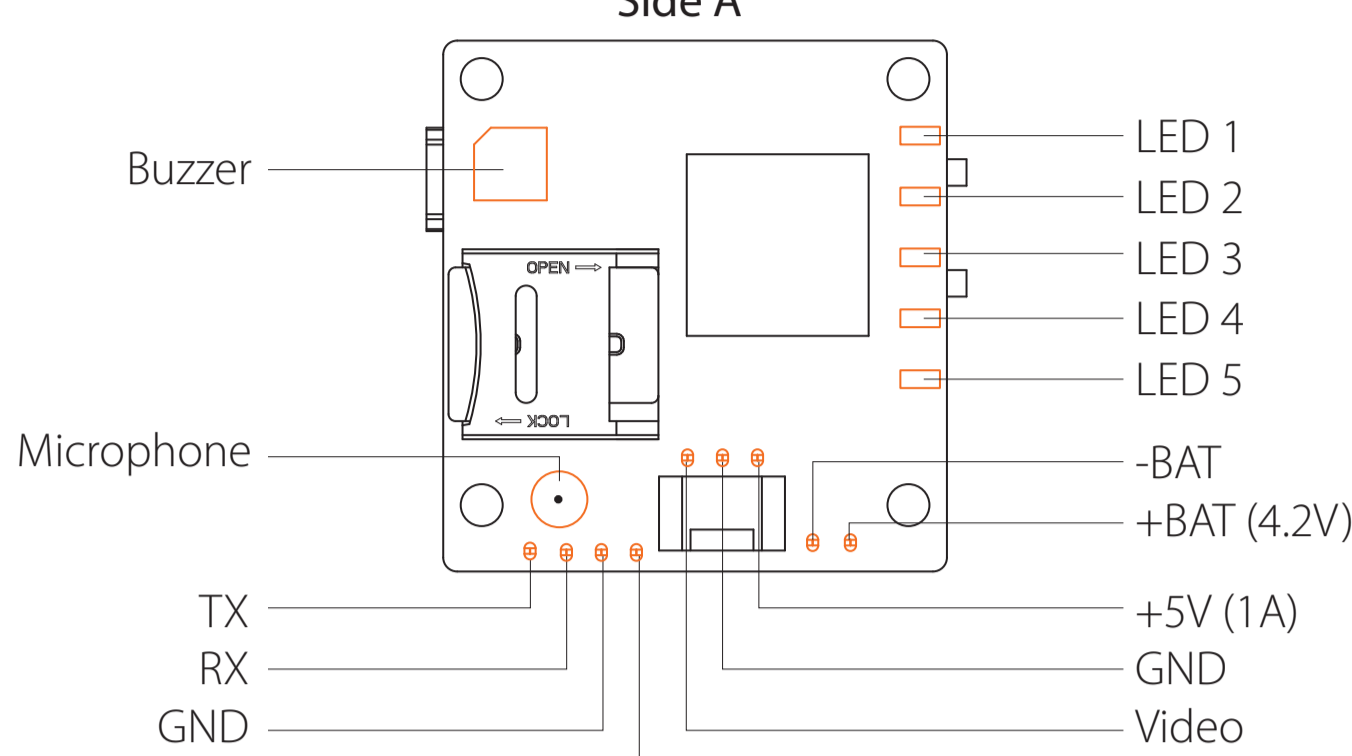 Side A
Buzzer
LED 1
LED 2
LED 3
LED 4
LED 5
OPEN
LOCK
Microphone
-BAT
+BAT (4.2V)
TX
RX
GND
+5V (1A)
GND
Video